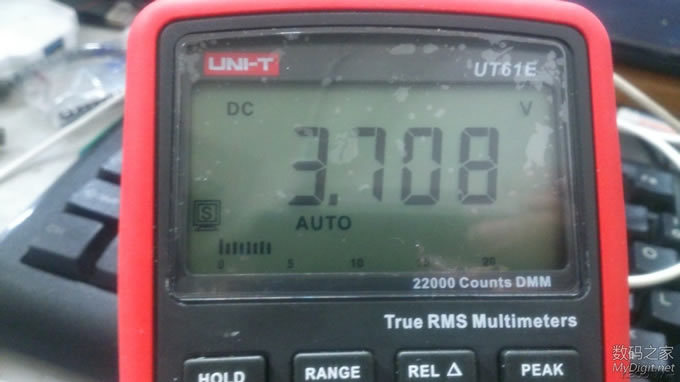 UNI-T
UT61E
DC V
3.708
S
AUTO
0 5 10 15 20
22000 Counts DMM
True RMS Multimeters
HOLD RANGE REL Δ PEAK
数码之家
MyDigit.net